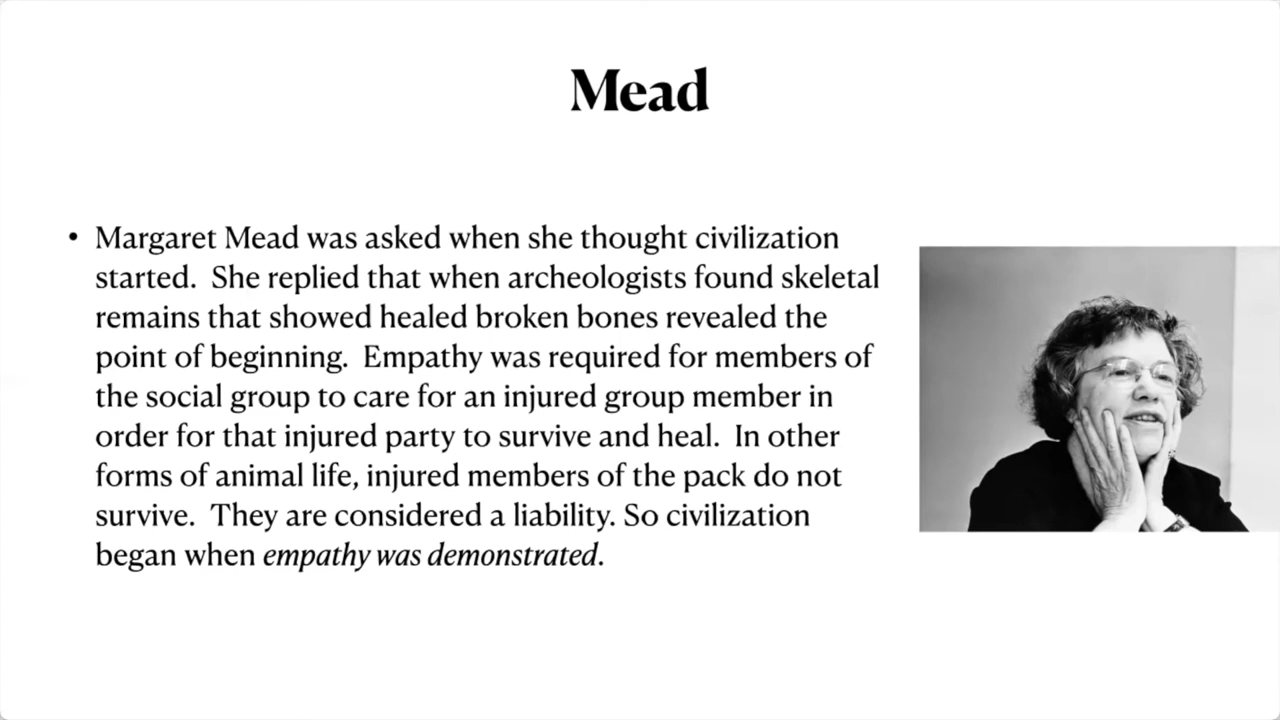 Mead
• Margaret Mead was asked when she thought civilization
started.  She replied that when archeologists found skeletal
remains that showed healed broken bones revealed the
point of beginning.  Empathy was required for members of
the social group to care for an injured group member in
order for that injured party to survive and heal.  In other
forms of animal life, injured members of the pack do not
survive.  They are considered a liability. So civilization
began when empathy was demonstrated.